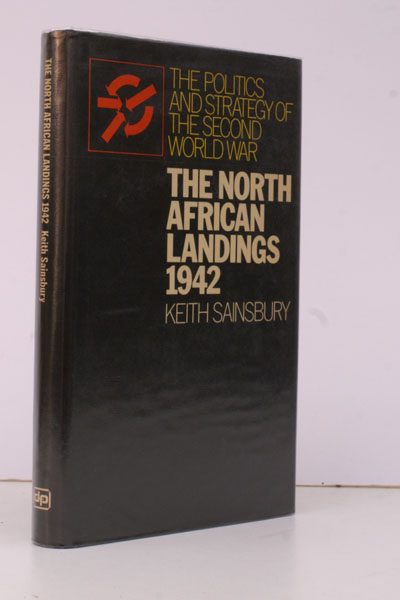 THE POLITICS
AND STRATEGY OF
THE SECOND
WORLD WAR
THE NORTH
AFRICAN
LANDINGS
1942
KEITH SAINSBURY
THE NORTH AFRICAN LANDINGS 1942 Keith Sainsbury
dp